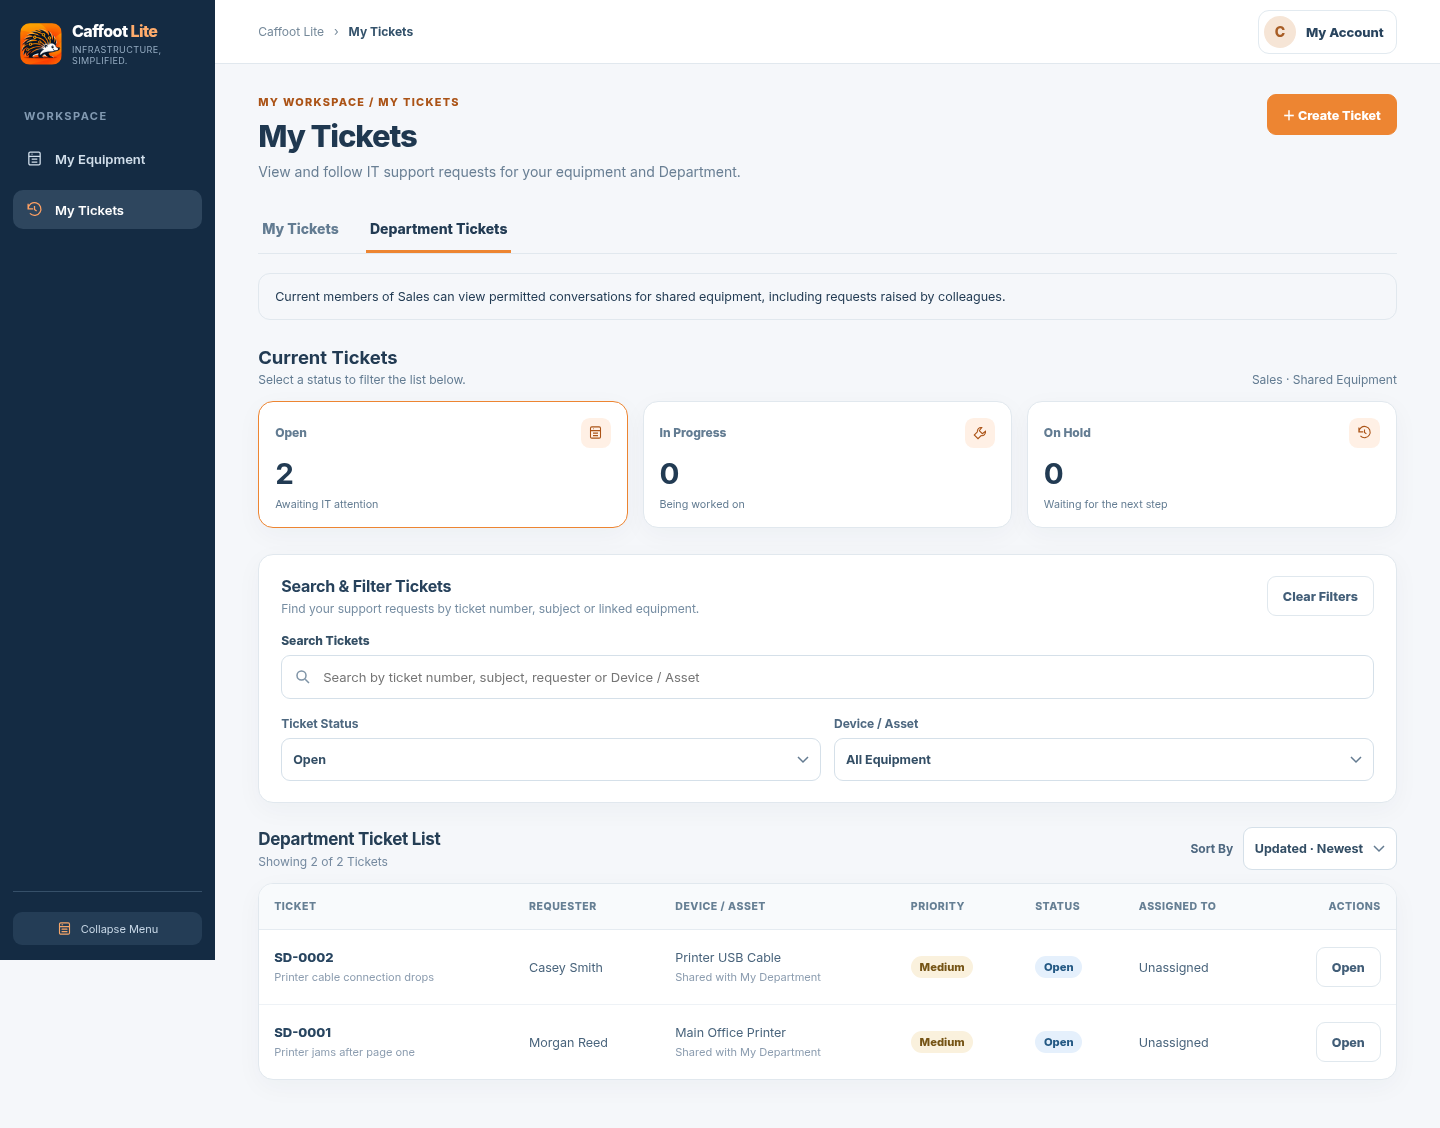 Caffoot Lite
INFRASTRUCTURE,
SIMPLIFIED.
WORKSPACE
My Equipment
My Tickets
Collapse Menu
Caffoot Lite › My Tickets
C My Account
MY WORKSPACE / MY TICKETS
My Tickets
+ Create Ticket
View and follow IT support requests for your equipment and Department.
My Tickets Department Tickets
Current members of Sales can view permitted conversations for shared equipment, including requests raised by colleagues.
Current Tickets
Select a status to filter the list below.
Sales · Shared Equipment
Open
2
Awaiting IT attention
In Progress
0
Being worked on
On Hold
0
Waiting for the next step
Search & Filter Tickets
Find your support requests by ticket number, subject or linked equipment.
Clear Filters
Search Tickets
Search by ticket number, subject, requester or Device / Asset
Ticket Status
Open
Device / Asset
All Equipment
Department Ticket List
Showing 2 of 2 Tickets
Sort By Updated · Newest
TICKET REQUESTER DEVICE / ASSET PRIORITY STATUS ASSIGNED TO ACTIONS
SD-0002
Printer cable connection drops
Casey Smith
Printer USB Cable
Shared with My Department
Medium
Open
Unassigned
Open
SD-0001
Printer jams after page one
Morgan Reed
Main Office Printer
Shared with My Department
Medium
Open
Unassigned
Open